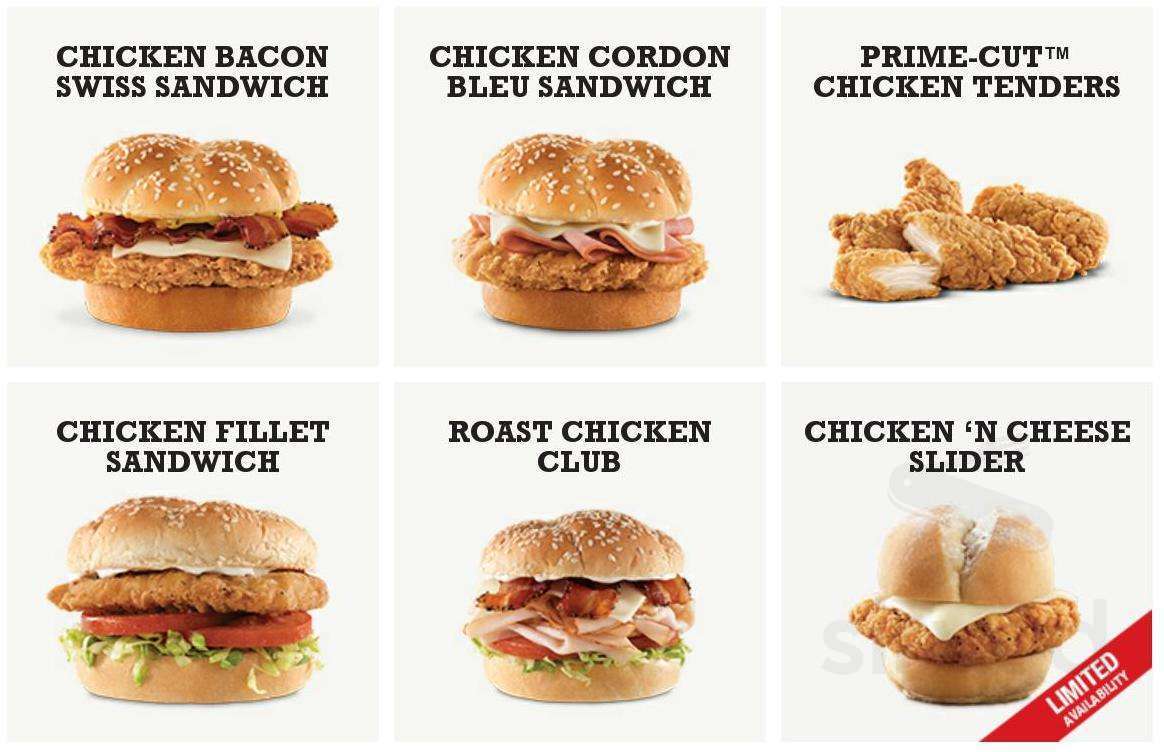 CHICKEN BACON
SWISS SANDWICH
CHICKEN CORDON
BLEU SANDWICH
PRIME-CUT™
CHICKEN TENDERS
CHICKEN FILLET
SANDWICH
ROAST CHICKEN
CLUB
CHICKEN ‘N CHEESE
SLIDER
LIMITED
AVAILABILITY